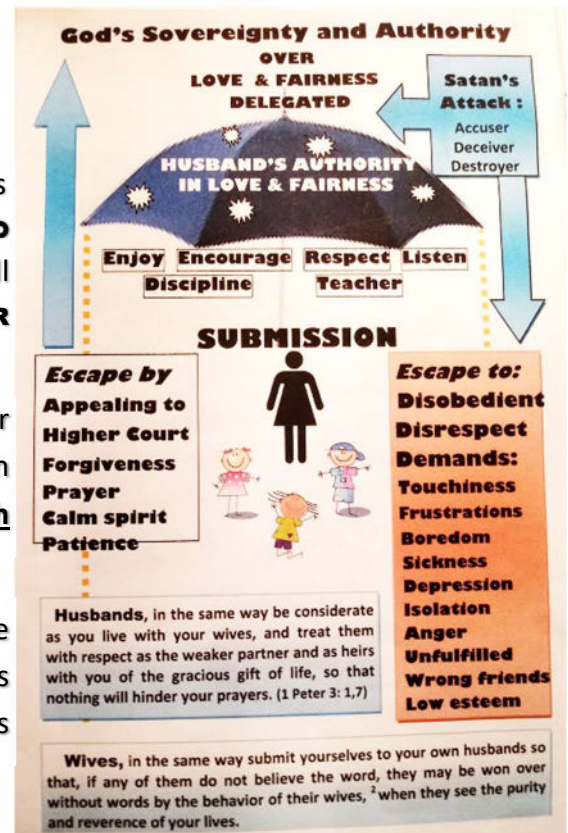 God's Sovereignty and Authority
OVER
LOVE & FAIRNESS
DELEGATED
Satan's
Attack :
Accuser
Deceiver
Destroyer
HUSBAND'S AUTHORITY
IN LOVE & FAIRNESS
Enjoy Encourage Respect Listen
Discipline Teacher
SUBMISSION
Escape by
Appealing to
Higher Court
Forgiveness
Prayer
Calm spirit
Patience
Escape to:
Disobedient
Disrespect
Demands:
Touchiness
Frustrations
Boredom
Sickness
Depression
Isolation
Anger
Unfulfilled
Wrong friends
Low esteem
Husbands, in the same way be considerate
as you live with your wives, and treat them
with respect as the weaker partner and as heirs
with you of the gracious gift of life, so that
nothing will hinder your prayers. (1 Peter 3: 1,7)
Wives, in the same way submit yourselves to your own husbands so
that, if any of them do not believe the word, they may be won over
without words by the behavior of their wives, ² when they see the purity
and reverence of your lives.